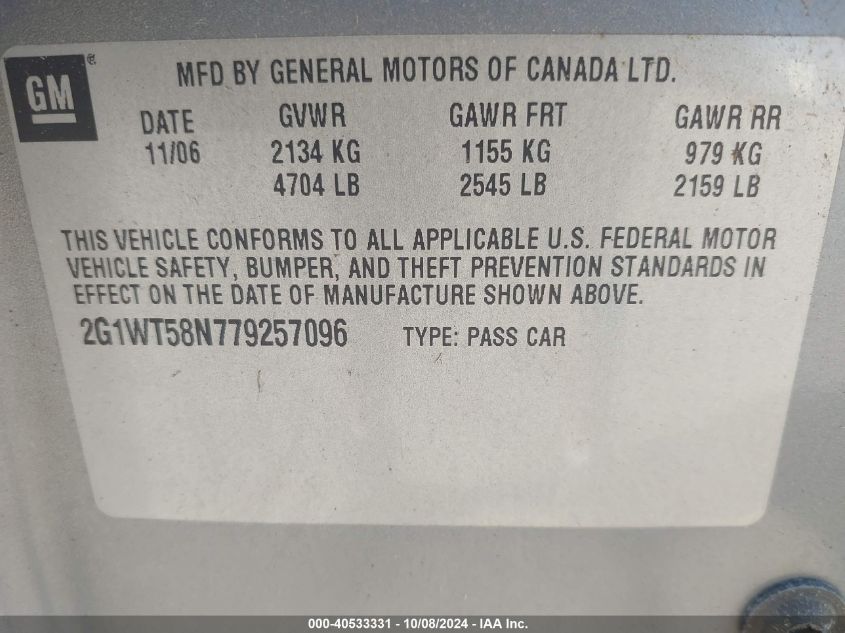 GM
MFD BY GENERAL MOTORS OF CANADA LTD.
DATE GVWR GAWR FRT GAWR RR
11/06 2134 KG 1155 KG 979 KG
4704 LB 2545 LB 2159 LB
THIS VEHICLE CONFORMS TO ALL APPLICABLE U.S. FEDERAL MOTOR
VEHICLE SAFETY, BUMPER, AND THEFT PREVENTION STANDARDS IN
EFFECT ON THE DATE OF MANUFACTURE SHOWN ABOVE.
2G1WT58N779257096 TYPE: PASS CAR
000-40533331 - 10/08/2024 - IAA Inc.